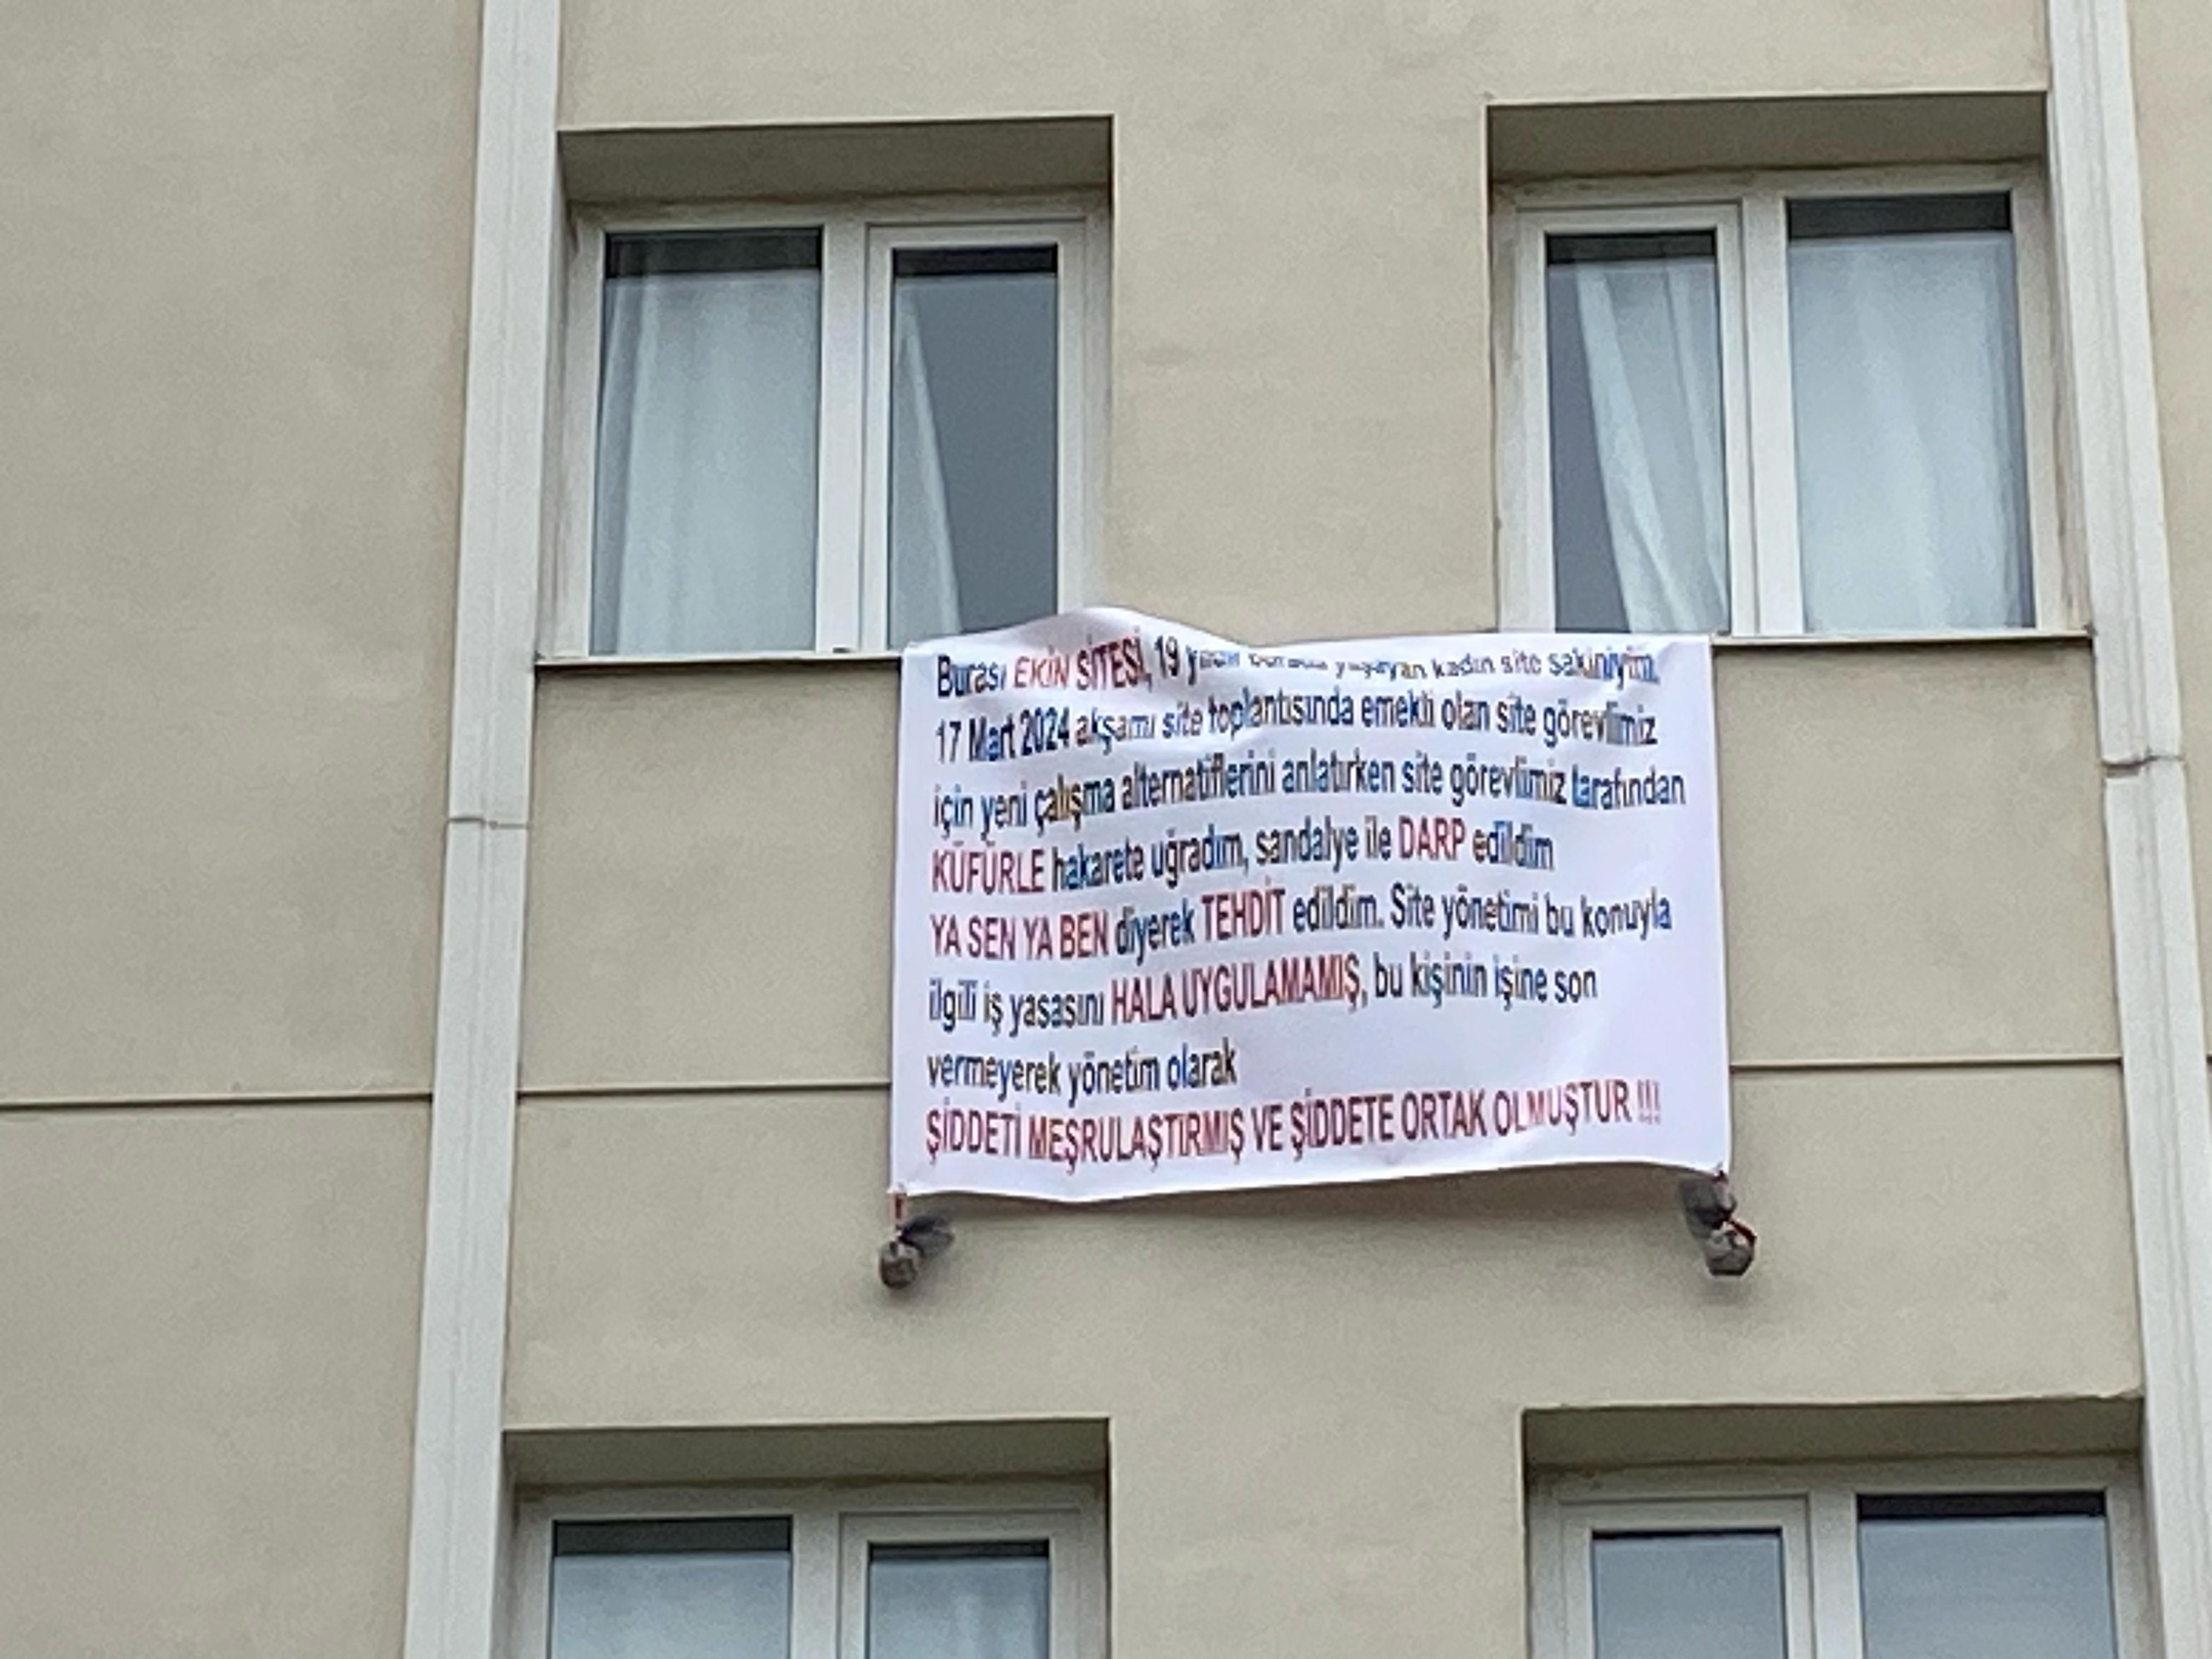 Burası EKİN SİTESİ, 19 yaşayan kadın site sakiniyim.
17 Mart 2024 akşamı site toplantısında emekli olan site görevlimiz
için yeni çalışma alternatiflerini anlatırken site görevlimiz tarafından
KÜFÜRLE hakarete uğradım, sandalye ile DARP edildim
YA SEN YA BEN diyerek TEHDİT edildim. Site yönetimi bu konuyla
ilgili iş yasasını HALA UYGULAMAMIŞ, bu kişinin işine son
vermeyerek yönetim olarak
ŞİDDETİ MEŞRULAŞTIRMIŞ VE ŞİDDETE ORTAK OLMUŞTUR !!!